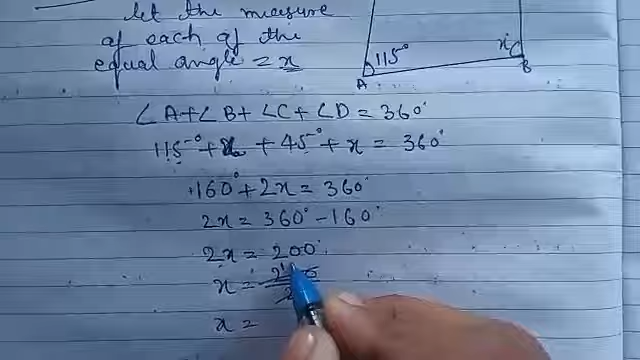 let the measure
of each of the
equal angle = x
115°
x°
A
B
∠A+∠B+∠C+∠D = 360°
115° + x + 45° + x = 360°
160° + 2x = 360°
2x = 360° - 160°
2x = 200°
x =
x =